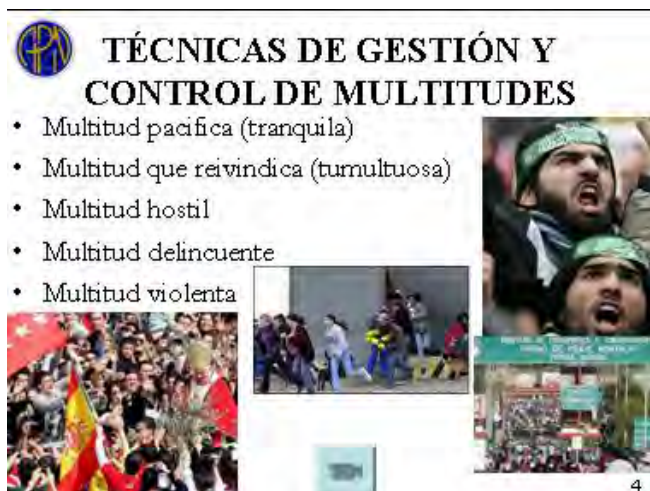 TÉCNICAS DE GESTIÓN Y
CONTROL DE MULTITUDES
• Multitud pacifica (tranquila)
• Multitud que reivindica (tumultuosa)
• Multitud hostil
• Multitud delincuente
• Multitud violenta
4